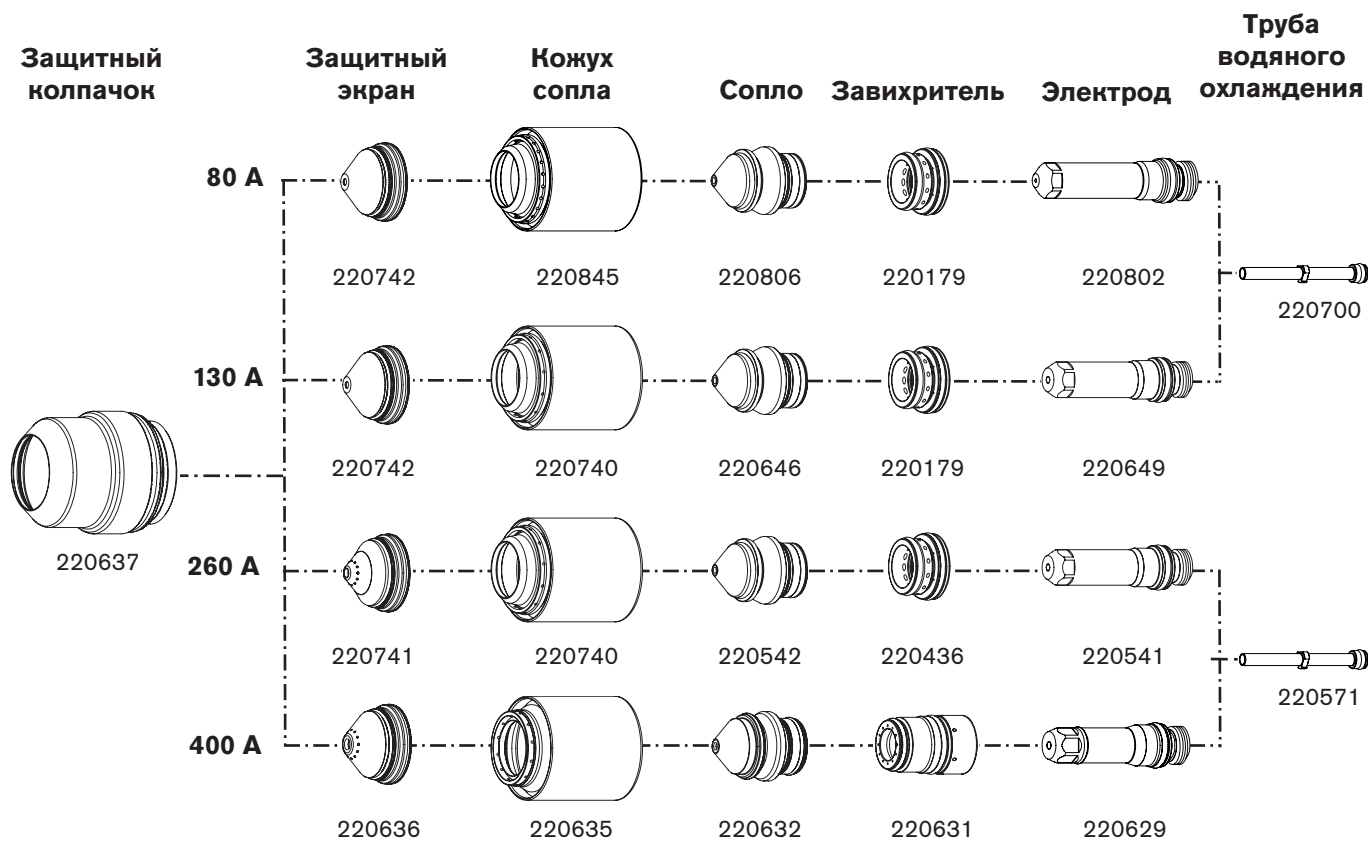 Защитный
колпачок
Защитный
экран
Кожух
сопла
Сопло
Завихритель
Электрод
Труба
водяного
охлаждения
80 A
220742
220845
220806
220179
220802
220700
130 A
220742
220740
220646
220179
220649
220637
260 A
220741
220740
220542
220436
220541
220571
400 A
220636
220635
220632
220631
220629